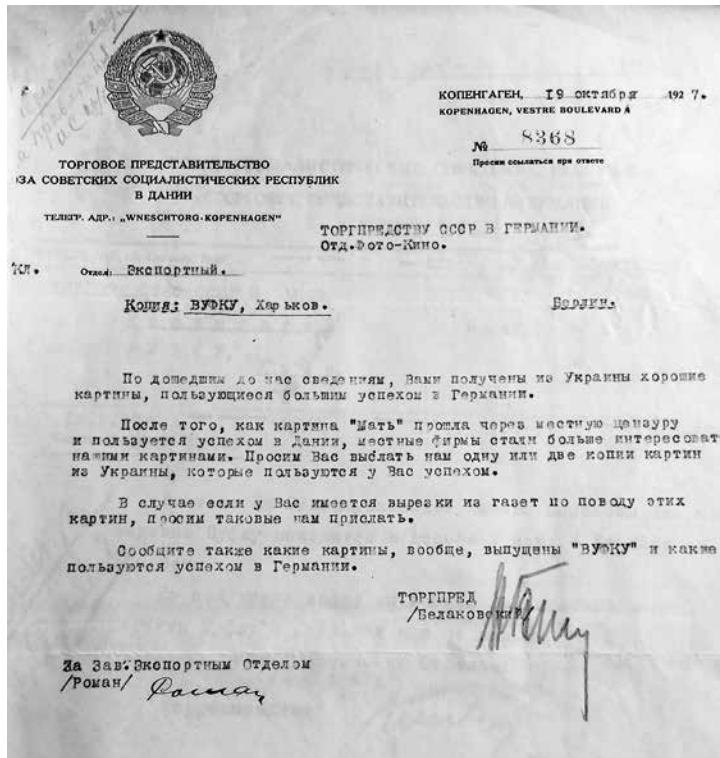 КОПЕНГАГЕН, 19 октября 1927.
KOPENHAGEN, VESTRE BOULEVARD 4
№ 8368
Просим ссылаться при ответе
ТОРГОВОЕ ПРЕДСТАВИТЕЛЬСТВО
ЗА СОВЕТСКИХ СОЦИАЛИСТИЧЕСКИХ РЕСПУБЛИК
В ДАНИИ
ТЕЛЕГР. АДР.: „WNESCHTORG-KOPENHAGEN"
ТОРГПРЕДСТВУ СССР В ГЕРМАНИИ.
Отд.Фото-Кино.
Отдел: Экспортный.
Копия: ВУФКУ, Харьков.
Берлин.
По дошедшим до нас сведениям, Вами получены из Украины хорошие
картины, пользующиеся большим успехом в Германии.
После того, как картина "Мать" прошла через местную цензуру
и пользуется успехом в Дании, местные фирмы стали больше интересоват
нашими картинами. Просим Вас выслать нам одну или две копии картин
из Украины, которые пользуются у Вас успехом.
В случае если у Вас имеется вырезки из газет по поводу этих
картин, просим таковые нам прислать.
Сообщите также какие картины, вообще, выпущены "ВУФКУ" и какие
пользуются успехом в Германии.
ТОРГПРЕД
/Белаковский/
За Зав.Экспортным Отделом
/Роман/ Роман